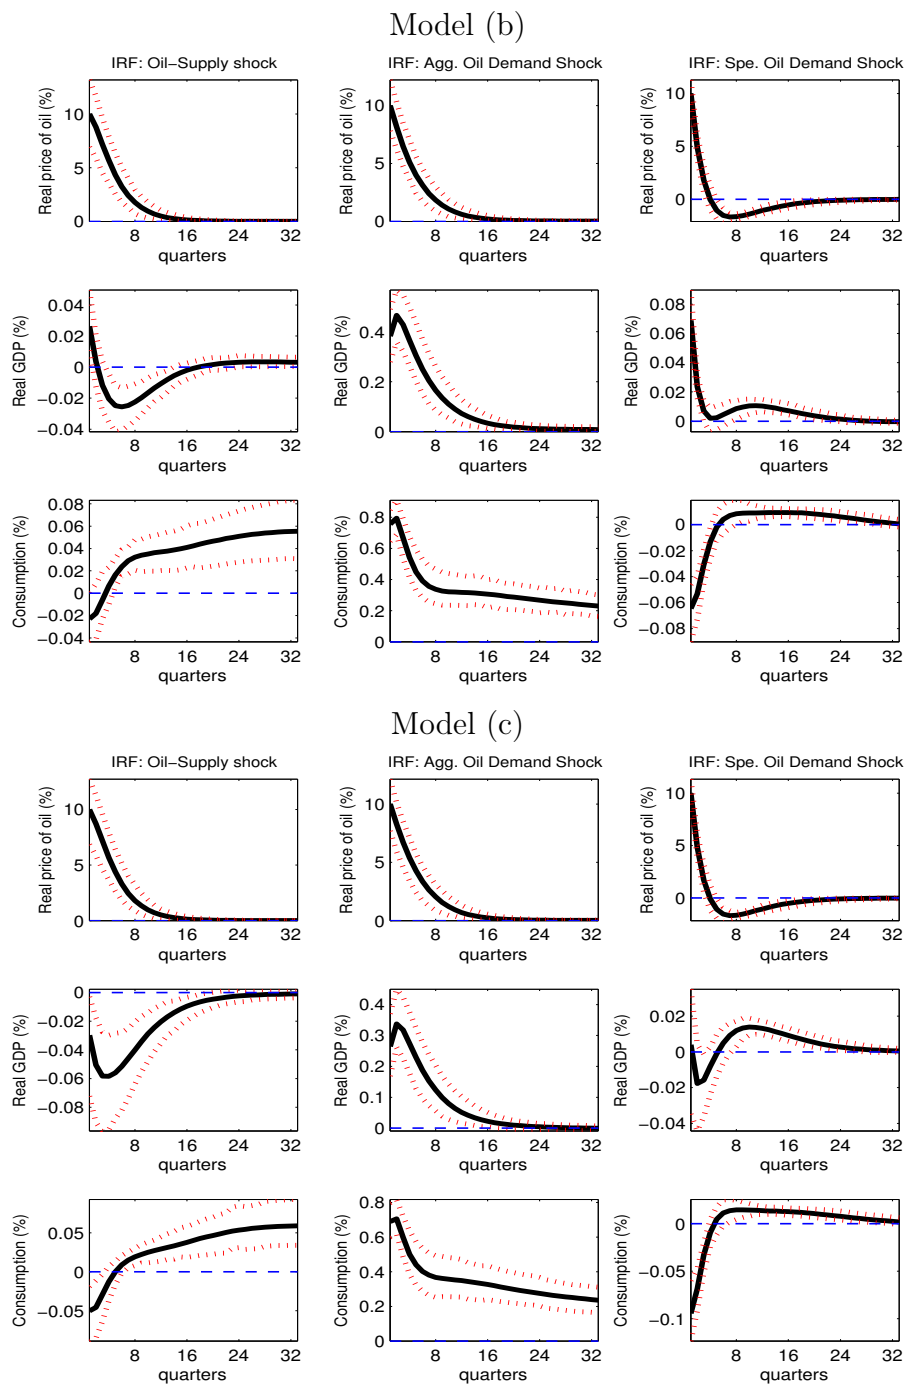 Model (b)
IRF: Oil−Supply shock
IRF: Agg. Oil Demand Shock
IRF: Spe. Oil Demand Shock
Real price of oil (%)
10
5
0
8 16 24 32
quarters
Real price of oil (%)
10
5
0
8 16 24 32
quarters
Real price of oil (%)
10
5
0
8 16 24 32
quarters
Real GDP (%)
0.04
0.02
0
−0.02
−0.04
8 16 24 32
quarters
Real GDP (%)
0.4
0.2
0
8 16 24 32
quarters
Real GDP (%)
0.08
0.06
0.04
0.02
0
8 16 24 32
quarters
Consumption (%)
0.08
0.06
0.04
0.02
0
−0.02
−0.04
8 16 24 32
quarters
Consumption (%)
0.8
0.6
0.4
0.2
0
8 16 24 32
quarters
Consumption (%)
0
−0.02
−0.04
−0.06
−0.08
8 16 24 32
quarters
Model (c)
IRF: Oil−Supply shock
IRF: Agg. Oil Demand Shock
IRF: Spe. Oil Demand Shock
Real price of oil (%)
10
5
0
8 16 24 32
quarters
Real price of oil (%)
10
5
0
8 16 24 32
quarters
Real price of oil (%)
10
5
0
8 16 24 32
quarters
Real GDP (%)
0
−0.02
−0.04
−0.06
−0.08
8 16 24 32
quarters
Real GDP (%)
0.4
0.3
0.2
0.1
0
8 16 24 32
quarters
Real GDP (%)
0.02
0
−0.02
−0.04
8 16 24 32
quarters
Consumption (%)
0.05
0
−0.05
8 16 24 32
quarters
Consumption (%)
0.8
0.6
0.4
0.2
0
8 16 24 32
quarters
Consumption (%)
0
−0.05
−0.1
8 16 24 32
quarters